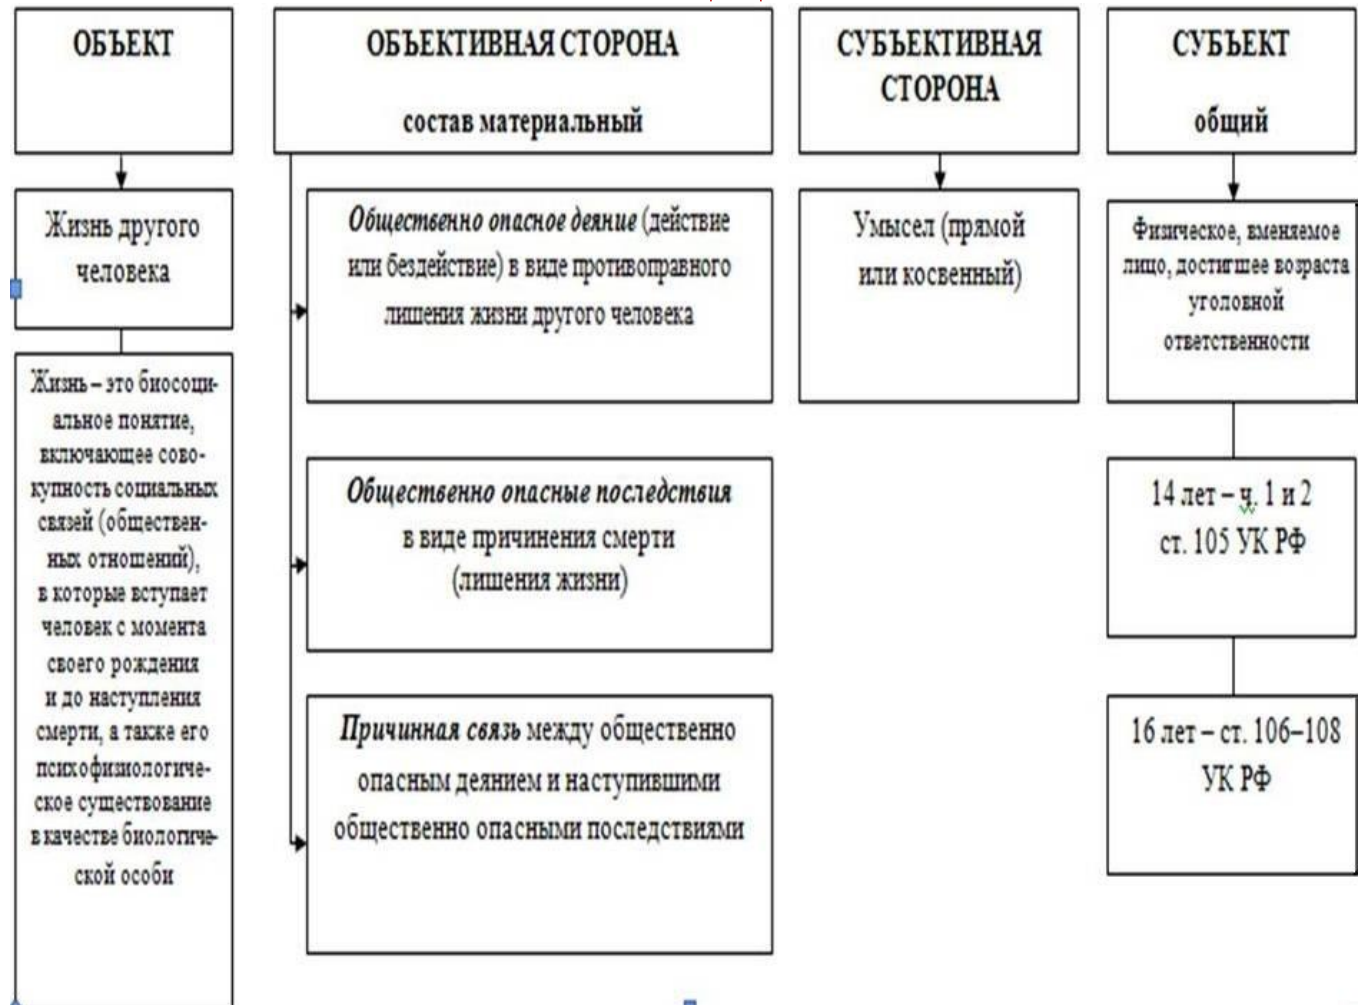 ОБЪЕКТ
Жизнь другого
человека
Жизнь – это биосоци-
альное понятие,
включающее сово-
купность социальных
связей (обществен-
ных отношений),
в которые вступает
человек с момента
своего рождения
и до наступления
смерти, а также его
психофизиологиче-
ское существование
в качестве биологиче-
ской особи
ОБЪЕКТИВНАЯ СТОРОНА
состав материальный
Общественно опасное деяние (действие
или бездействие) в виде противоправного
лишения жизни другого человека
Общественно опасные последствия
в виде причинения смерти
(лишения жизни)
Причинная связь между общественно
опасным деянием и наступившими
общественно опасными последствиями
СУБЪЕКТИВНАЯ
СТОРОНА
Умысел (прямой
или косвенный)
СУБЪЕКТ
общий
Физическое, вменяемое
лицо, достигшее возраста
уголовной
ответственности
14 лет – ч. 1 и 2
ст. 105 УК РФ
16 лет – ст. 106–108
УК РФ